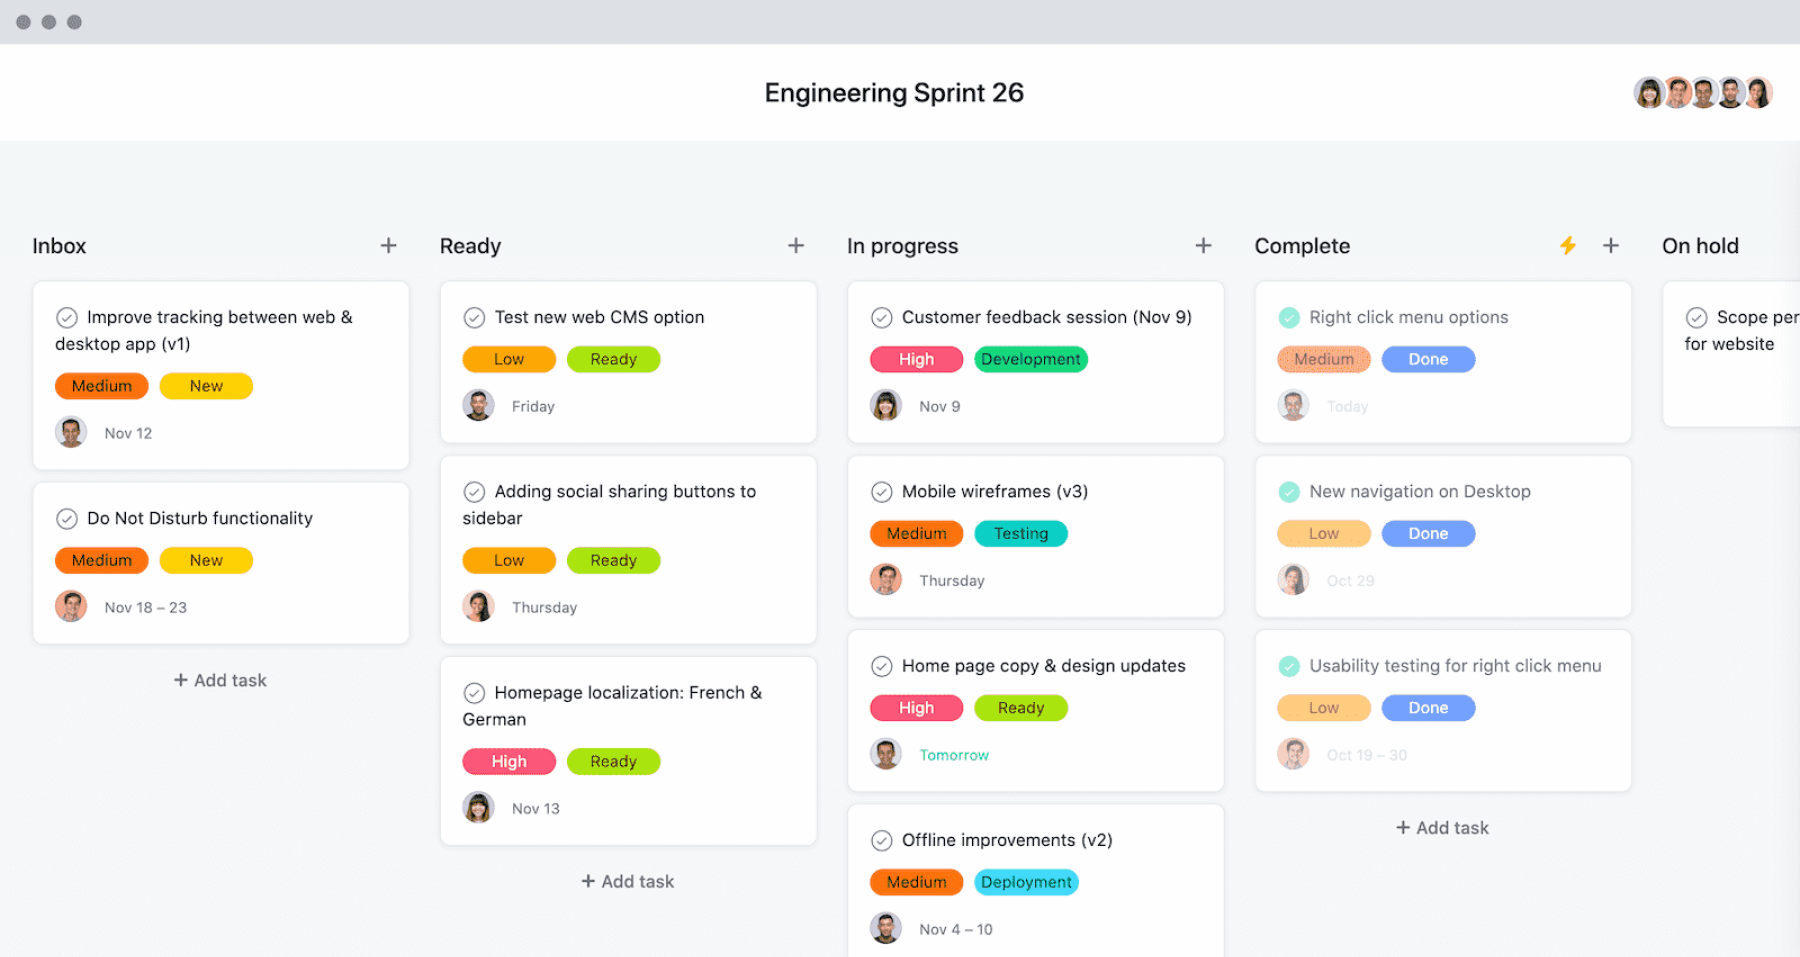 Engineering Sprint 26
Inbox
Improve tracking between web &
desktop app (v1)
Medium New
Nov 12
Do Not Disturb functionality
Medium New
Nov 18 – 23
+ Add task
Ready
Test new web CMS option
Low Ready
Friday
Adding social sharing buttons to
sidebar
Low Ready
Thursday
Homepage localization: French &
German
High Ready
Nov 13
+ Add task
In progress
Customer feedback session (Nov 9)
High Development
Nov 9
Mobile wireframes (v3)
Medium Testing
Thursday
Home page copy & design updates
High Ready
Tomorrow
Offline improvements (v2)
Medium Deployment
Nov 4 – 10
Complete
Right click menu options
Medium Done
Today
New navigation on Desktop
Low Done
Oct 29
Usability testing for right click menu
Low Done
Oct 19 – 30
+ Add task
On hold
Scope per
for website